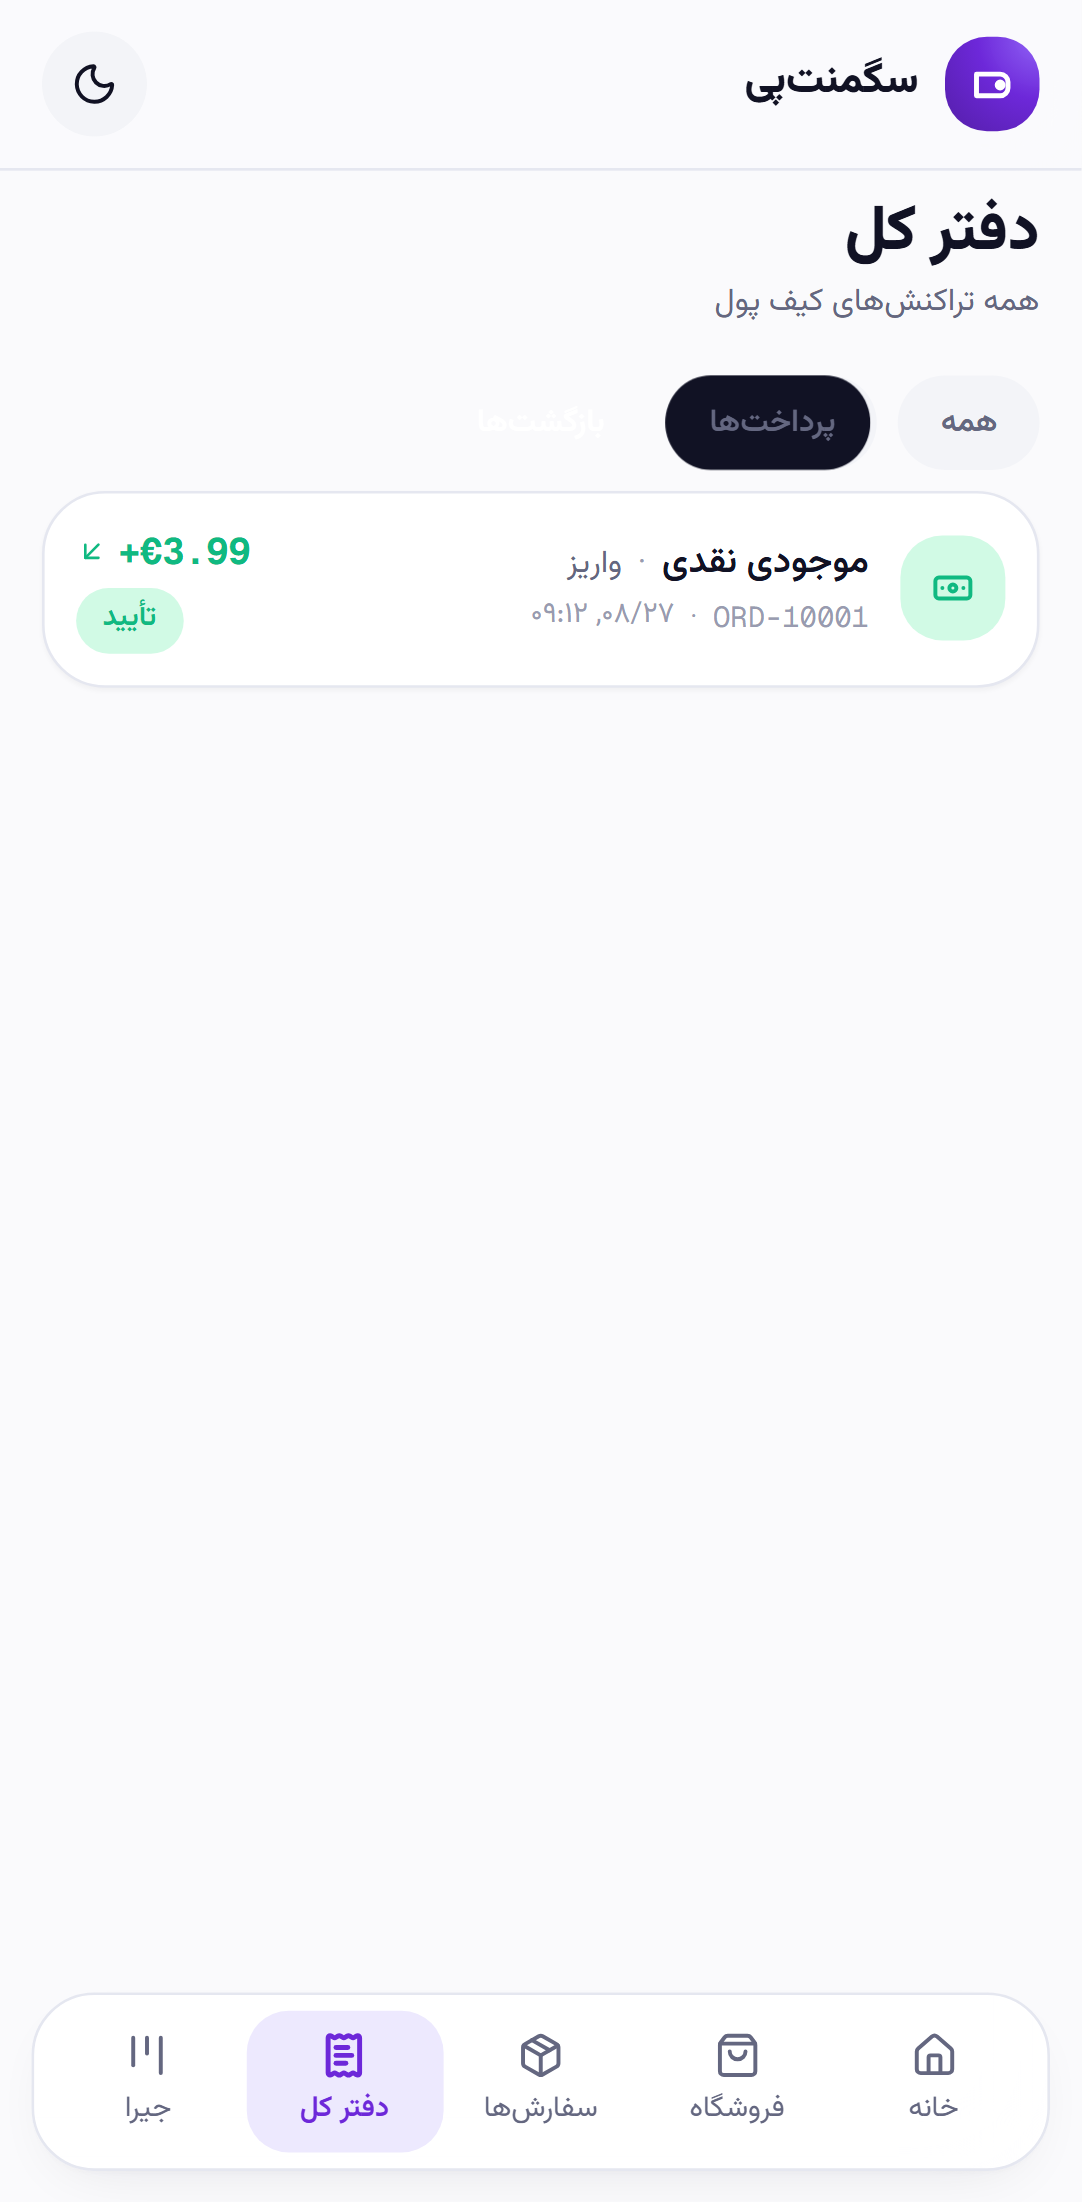 سگمنت‌پی
دفتر کل
همه تراکنش‌های کیف پول
همه پرداخت‌ها بازگشت‌ها
موجودی نقدی · واریز
+€3.99
ORD-10001 · ۰۸/۲۷, ۰۹:۱۲
تأیید
خانه فروشگاه سفارش‌ها دفتر کل جیرا